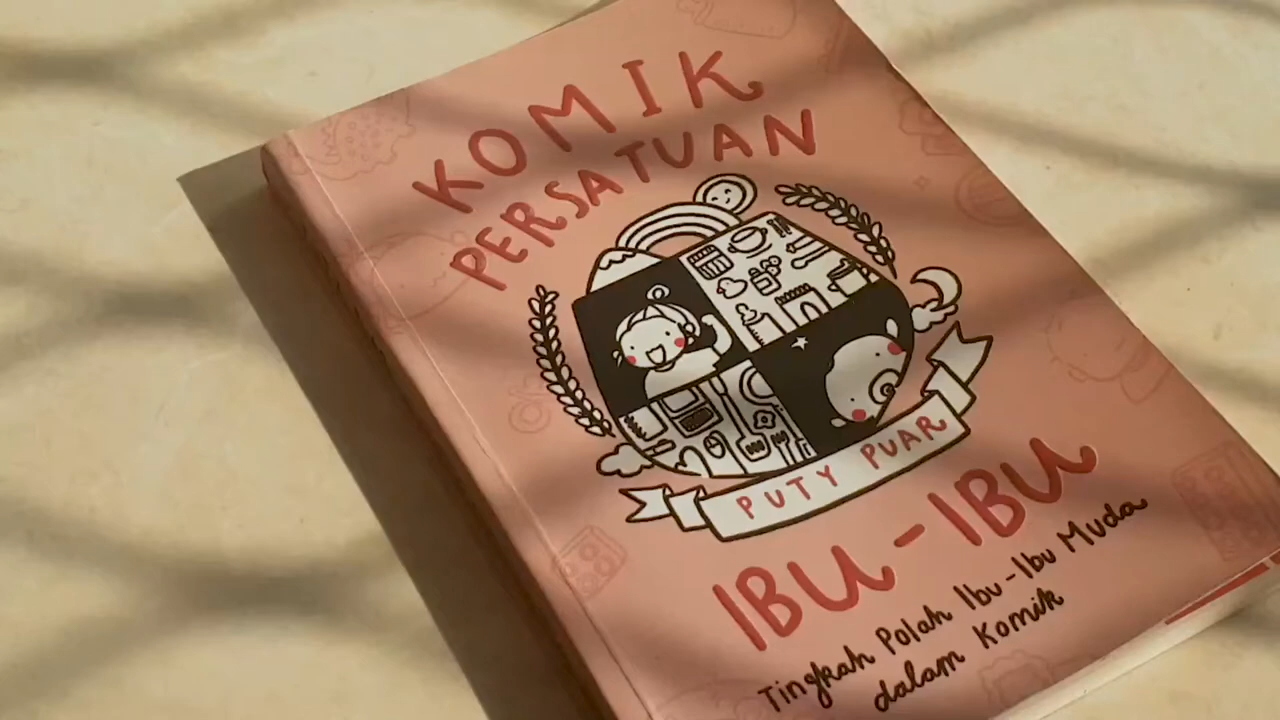 KOMIK
PERSATUAN
PUTY PUAR
IBU-IBU
Tingkah Polah Ibu-Ibu Muda
dalam Komik